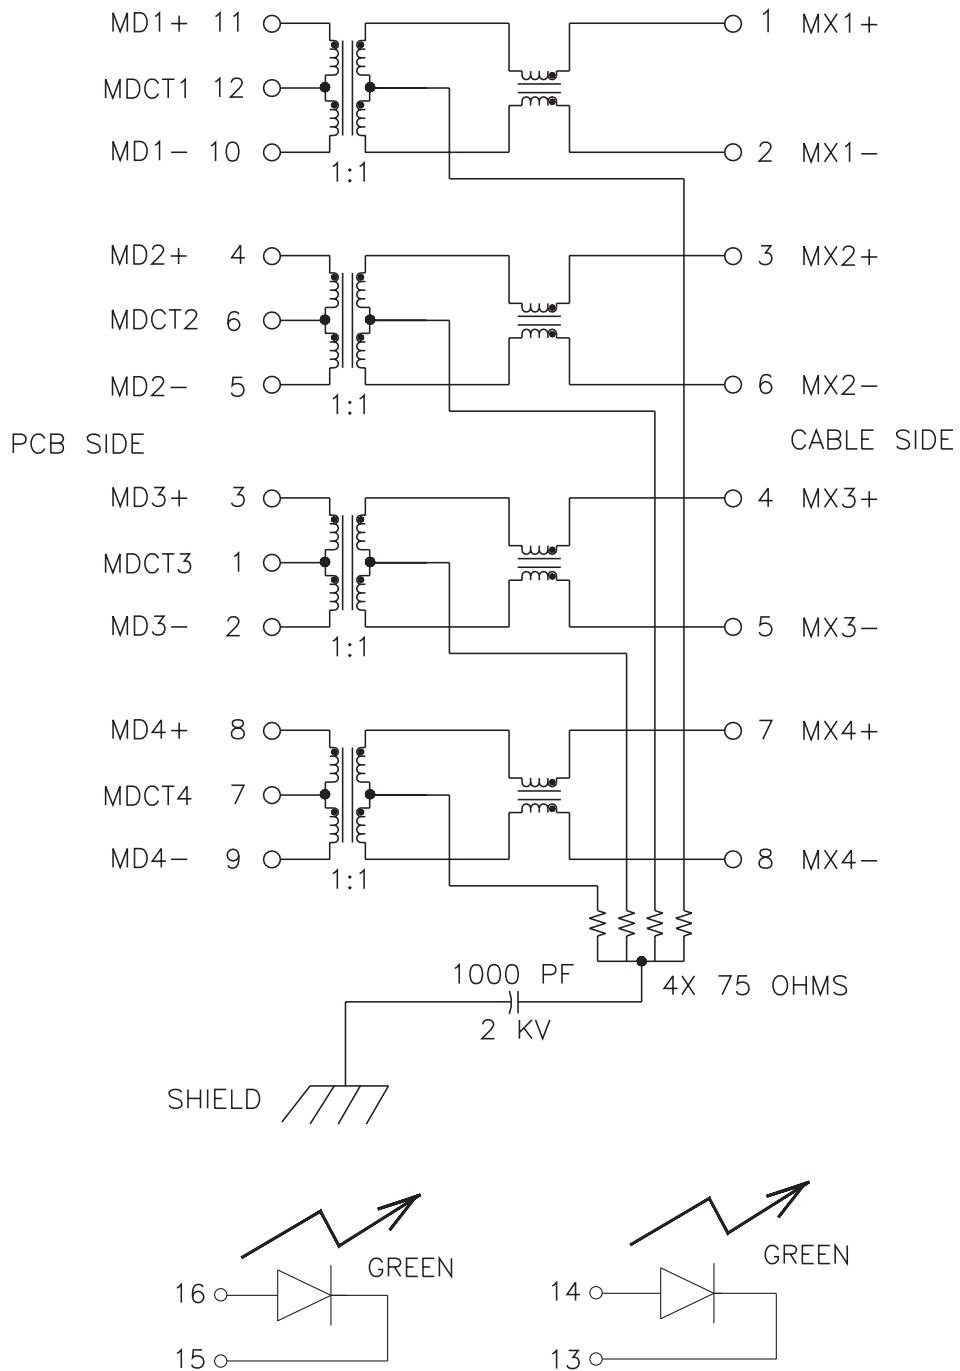 MD1+ 11 1 MX1+
MDCT1 12
MD1- 10 2 MX1-
1:1
MD2+ 4 3 MX2+
MDCT2 6
MD2- 5 6 MX2-
1:1
PCB SIDE CABLE SIDE
MD3+ 3 4 MX3+
MDCT3 1
MD3- 2 5 MX3-
1:1
MD4+ 8 7 MX4+
MDCT4 7
MD4- 9 8 MX4-
1:1
1000 PF
4X 75 OHMS
2 KV
SHIELD
GREEN
GREEN
16
14
15
13